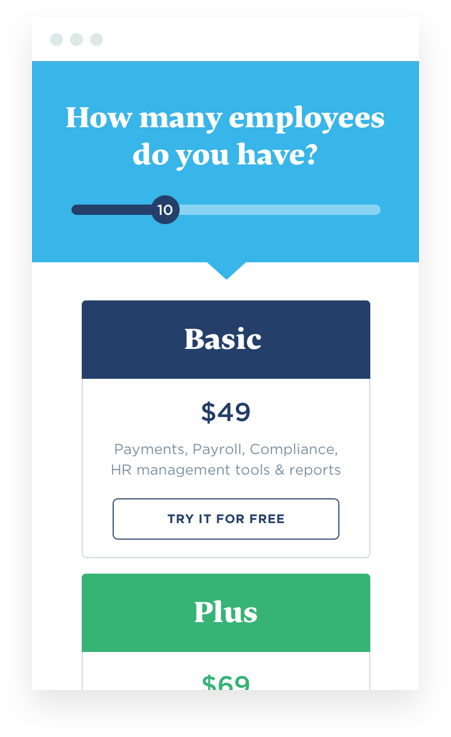 How many employees
do you have?
10
Basic
$49
Payments, Payroll, Compliance,
HR management tools & reports
TRY IT FOR FREE
Plus
$69